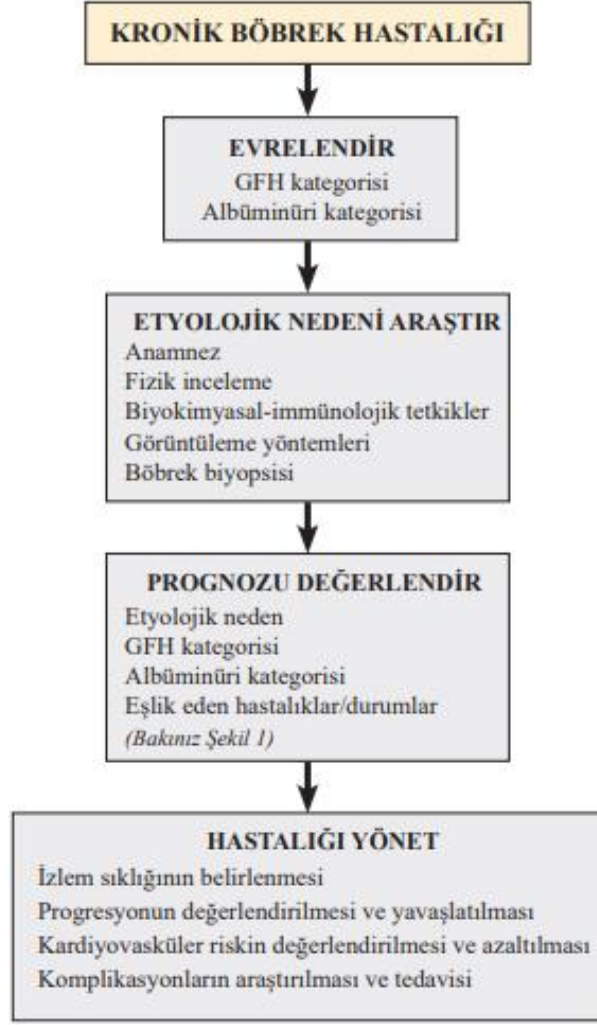 KRONİK BÖBREK HASTALIĞI
EVRELENDİR
GFH kategorisi
Albüminüri kategorisi
ETYOLOJİK NEDENİ ARAŞTIR
Anamnez
Fizik inceleme
Biyokimyasal-immünolojik tetkikler
Görüntüleme yöntemleri
Böbrek biyopsisi
PROGNOZU DEĞERLENDİR
Etyolojik neden
GFH kategorisi
Albüminüri kategorisi
Eşlik eden hastalıklar/durumlar
(Bakınız Şekil 1)
HASTALIĞI YÖNET
İzlem sıklığının belirlenmesi
Progresyonun değerlendirilmesi ve yavaşlatılması
Kardiyovasküler riskin değerlendirilmesi ve azaltılması
Komplikasyonların araştırılması ve tedavisi